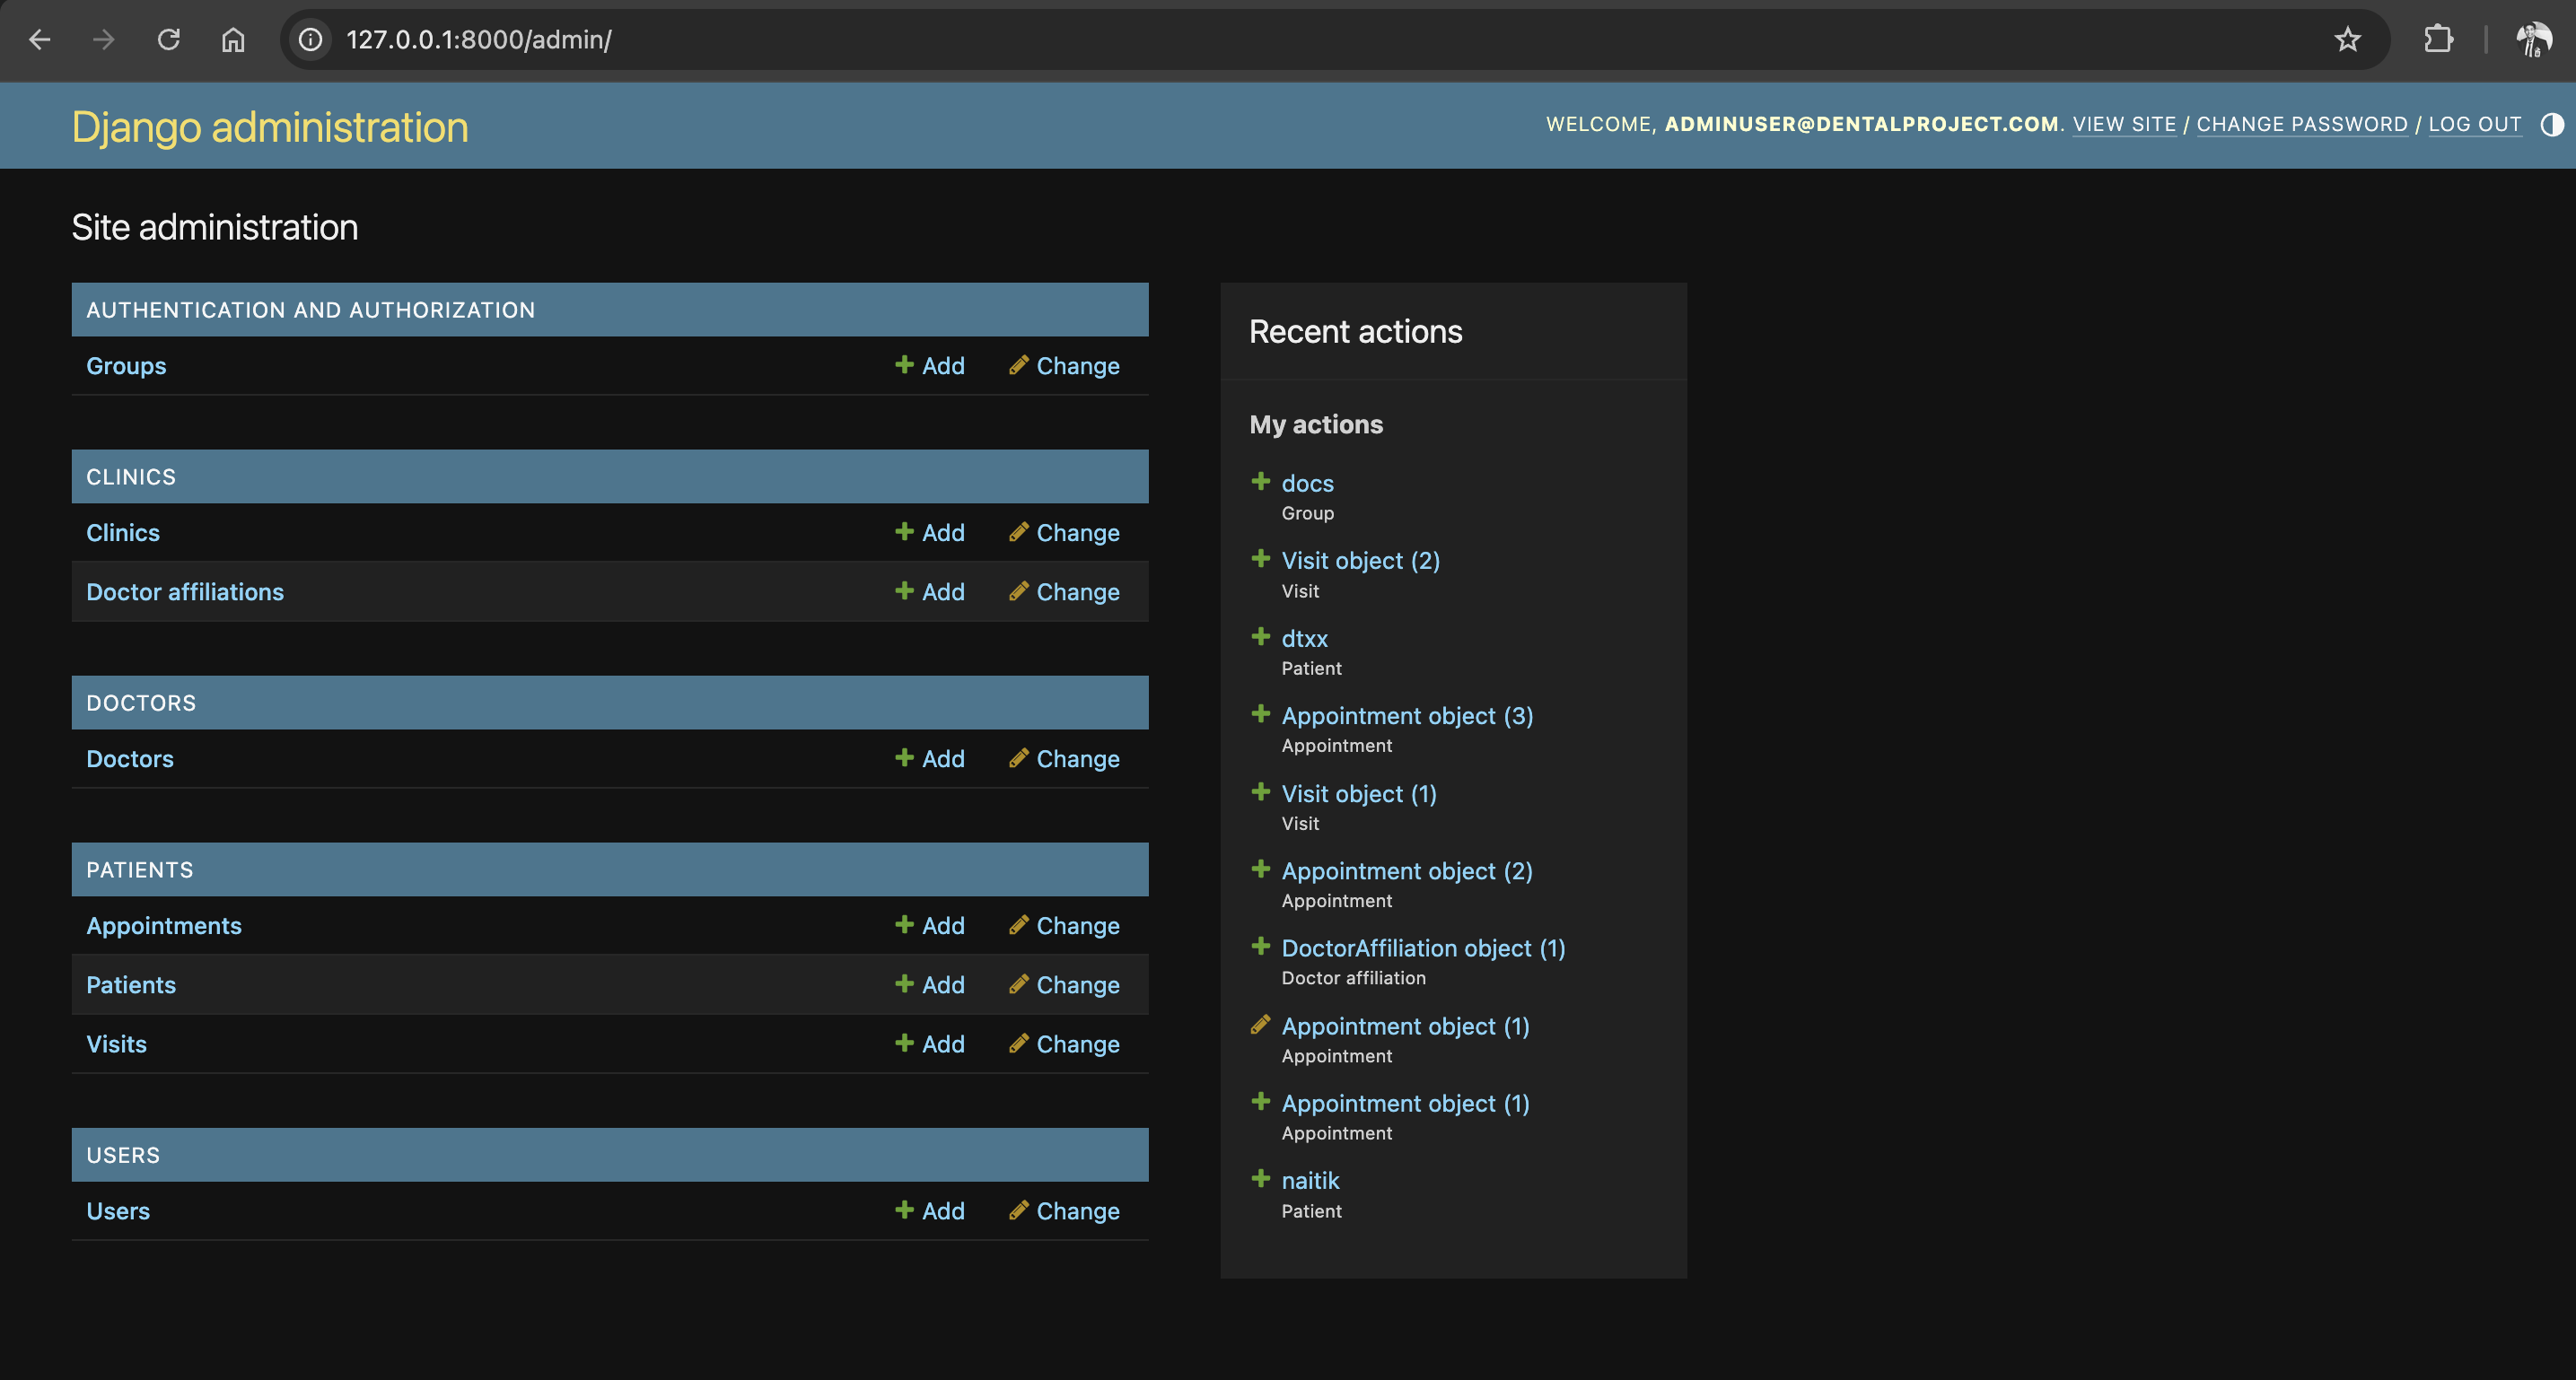 127.0.0.1:8000/admin/
Django administration
WELCOME, ADMINUSER@DENTALPROJECT.COM. VIEW SITE / CHANGE PASSWORD / LOG OUT
Site administration
AUTHENTICATION AND AUTHORIZATION
Groups Add Change
CLINICS
Clinics Add Change
Doctor affiliations Add Change
DOCTORS
Doctors Add Change
PATIENTS
Appointments Add Change
Patients Add Change
Visits Add Change
USERS
Users Add Change
Recent actions
My actions
docs
Group
Visit object (2)
Visit
dtxx
Patient
Appointment object (3)
Appointment
Visit object (1)
Visit
Appointment object (2)
Appointment
DoctorAffiliation object (1)
Doctor affiliation
Appointment object (1)
Appointment
Appointment object (1)
Appointment
naitik
Patient